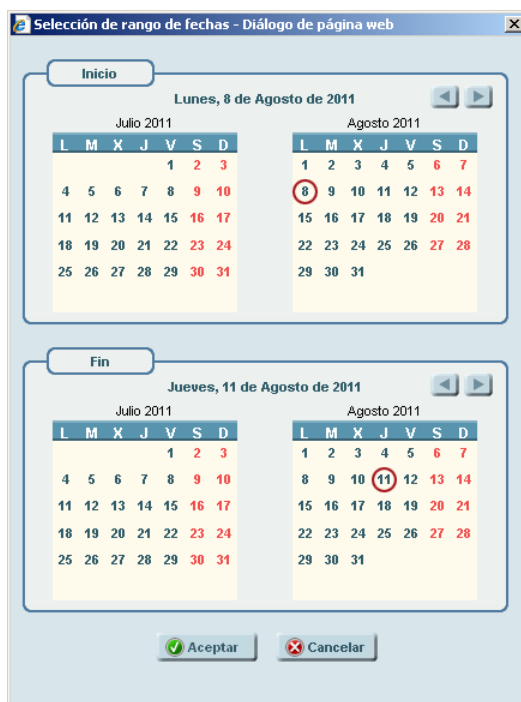 Selección de rango de fechas - Diálogo de página web
Inicio
Lunes, 8 de Agosto de 2011
Julio 2011
L M X J V S D
1 2 3
4 5 6 7 8 9 10
11 12 13 14 15 16 17
18 19 20 21 22 23 24
25 26 27 28 29 30 31
Agosto 2011
L M X J V S D
1 2 3 4 5 6 7
8 9 10 11 12 13 14
15 16 17 18 19 20 21
22 23 24 25 26 27 28
29 30 31
Fin
Jueves, 11 de Agosto de 2011
Julio 2011
L M X J V S D
1 2 3
4 5 6 7 8 9 10
11 12 13 14 15 16 17
18 19 20 21 22 23 24
25 26 27 28 29 30 31
Agosto 2011
L M X J V S D
1 2 3 4 5 6 7
8 9 10 11 12 13 14
15 16 17 18 19 20 21
22 23 24 25 26 27 28
29 30 31
Aceptar
Cancelar